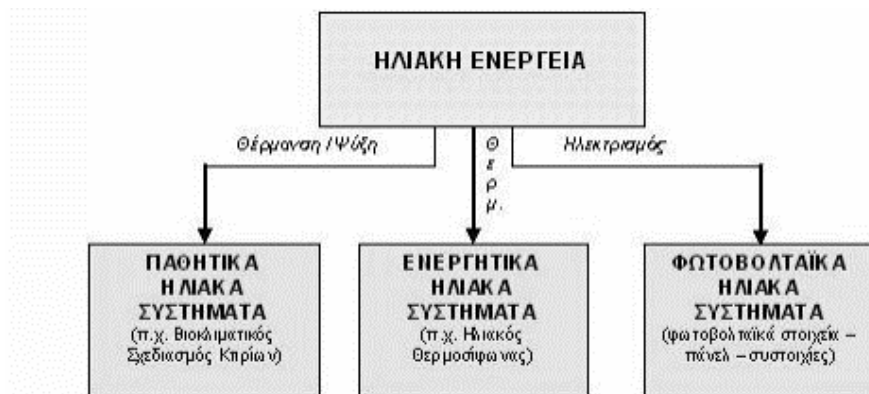 ΗΛΙΑΚΗ ΕΝΕΡΓΕΙΑ
Θέρμανση / Ψύξη
Θερμ.
Ηλεκτρισμός
ΠΑΘΗΤΙΚΑ
ΗΛΙΑΚΑ
ΣΥΣΤΗΜΑΤΑ
(π.χ. Βιοκλιματικός
Σχεδιασμός Κτιρίων)
ΕΝΕΡΓΗΤΙΚΑ
ΗΛΙΑΚΑ
ΣΥΣΤΗΜΑΤΑ
(π.χ. Ηλιακός
Θερμοσίφωνας)
ΦΩΤΟΒΟΛΤΑΪΚΑ
ΗΛΙΑΚΑ
ΣΥΣΤΗΜΑΤΑ
(φωτοβολταϊκά στοιχεία –
πάνελ – συστοιχίες)